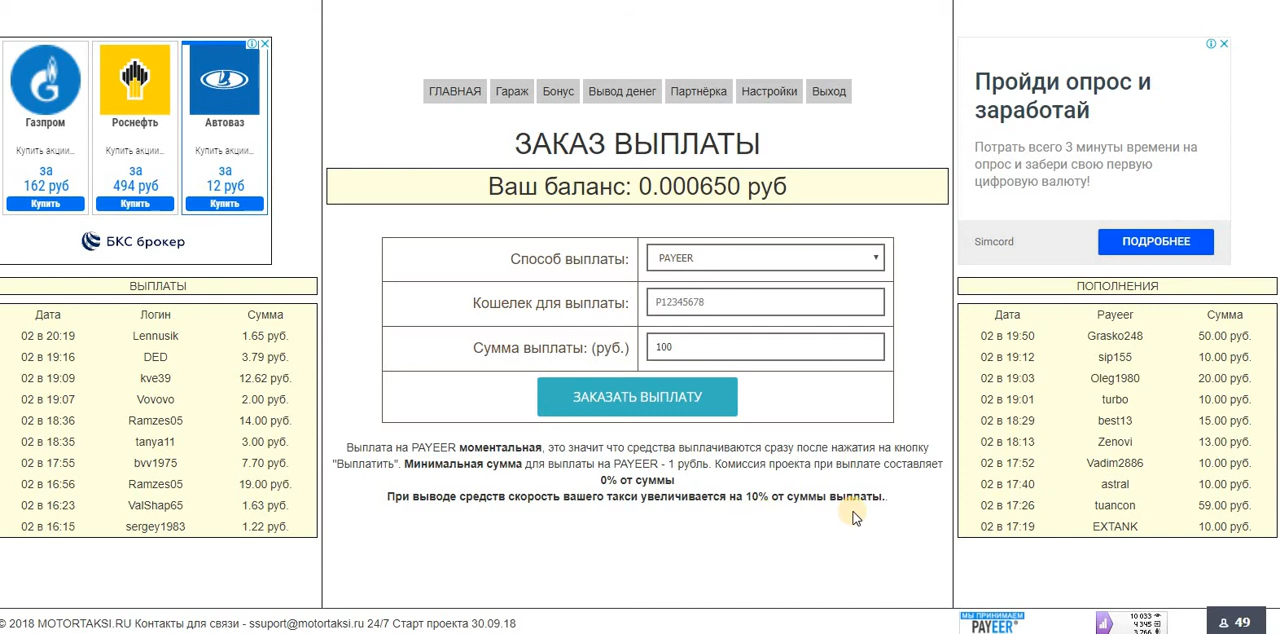 ГЛАВНАЯ Гараж Бонус Вывод денег Партнёрка Настройки Выход
Газпром Роснефть Автоваз
Купить акции... Купить акции... Купить акции...
за за за
162 руб 494 руб 12 руб
Купить Купить Купить
БКС брокер
ВЫПЛАТЫ
Дата Логин Сумма
02 в 20:19 Lennusik 1.65 руб.
02 в 19:16 DED 3.79 руб.
02 в 19:09 kve39 12.62 руб.
02 в 19:07 Vovovo 2.00 руб.
02 в 18:36 Ramzes05 14.00 руб.
02 в 18:35 tanya11 3.00 руб.
02 в 17:55 bvv1975 7.70 руб.
02 в 16:56 Ramzes05 19.00 руб.
02 в 16:23 ValShap65 1.63 руб.
02 в 16:15 sergey1983 1.22 руб.
ЗАКАЗ ВЫПЛАТЫ
Ваш баланс: 0.000650 руб
Способ выплаты: PAYEER
Кошелек для выплаты: P12345678
Сумма выплаты: (руб.) 100
ЗАКАЗАТЬ ВЫПЛАТУ
Выплата на PAYEER моментальная, это значит что средства выплачиваются сразу после нажатия на кнопку
"Выплатить". Минимальная сумма для выплаты на PAYEER - 1 рубль. Комиссия проекта при выплате составляет
0% от суммы
При выводе средств скорость вашего такси увеличивается на 10% от суммы выплаты..
Пройди опрос и
заработай
Потрать всего 3 минуты времени на
опрос и забери свою первую
цифровую валюту!
Simcord ПОДРОБНЕЕ
ПОПОЛНЕНИЯ
Дата Payeer Сумма
02 в 19:50 Grasko248 50.00 руб.
02 в 19:12 sip155 10.00 руб.
02 в 19:03 Oleg1980 20.00 руб.
02 в 19:01 turbo 10.00 руб.
02 в 18:29 best13 15.00 руб.
02 в 18:13 Zenovi 13.00 руб.
02 в 17:52 Vadim2886 10.00 руб.
02 в 17:40 astral 10.00 руб.
02 в 17:26 tuancon 59.00 руб.
02 в 17:19 EXTANK 10.00 руб.
© 2018 MOTORTAKSI.RU Контакты для связи - ssuport@motortaksi.ru 24/7 Старт проекта 30.09.18
МЫ ПРИНИМАЕМ
PAYEER
10 033
4 345
3 266
49